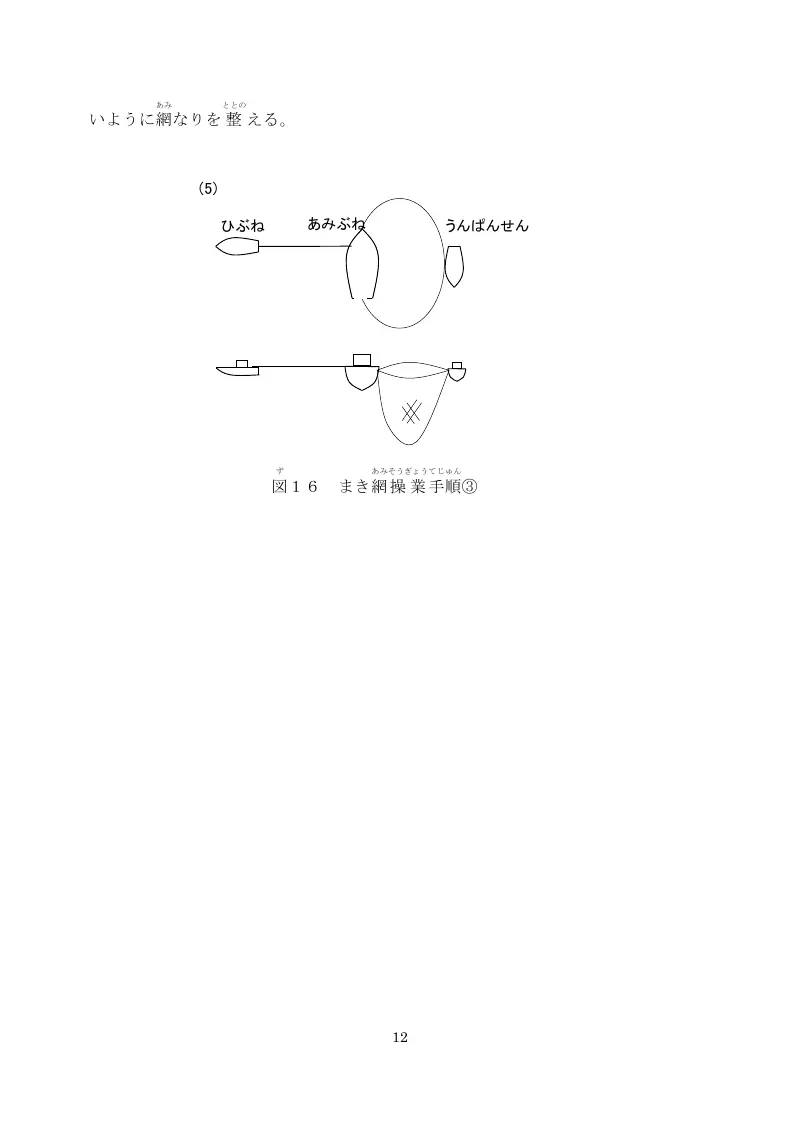 あみ ととの
いように網なりを整える。
(5)
ひぶね あみぶね うんぱんせん
ず あみそうぎょうてじゅん
図16 まき網操業手順③
12